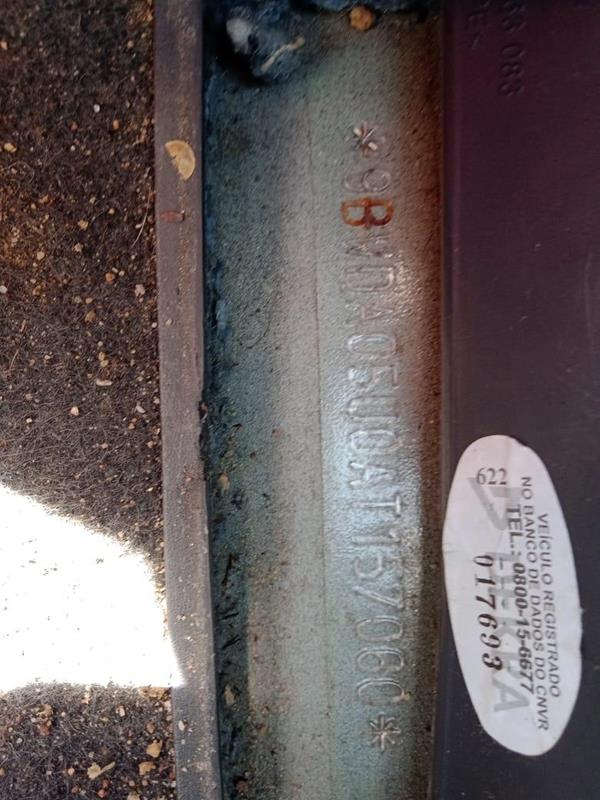 *9BWDA05U0AT157060*
622
VEÍCULO REGISTRADO
NO BANCO DE DADOS DO CNVR
TEL.: 0800-15-6677
017693